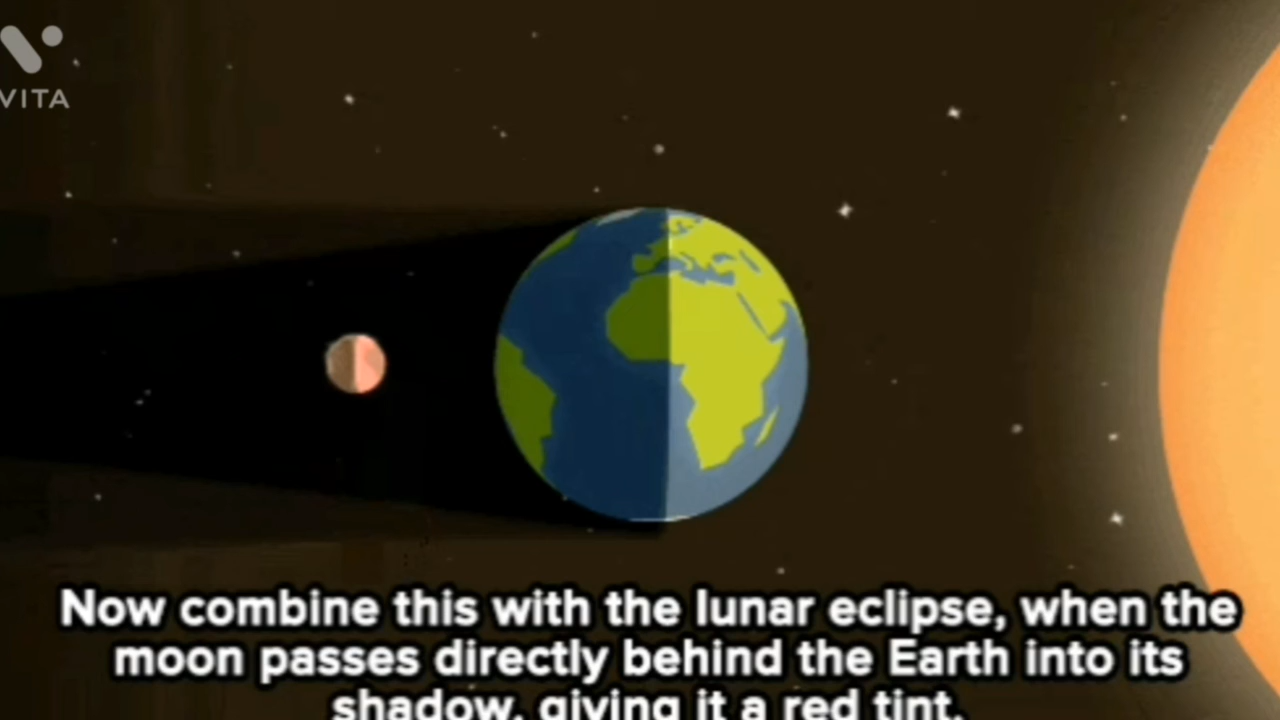 VITA
Now combine this with the lunar eclipse, when the
moon passes directly behind the Earth into its
shadow, giving it a red tint.